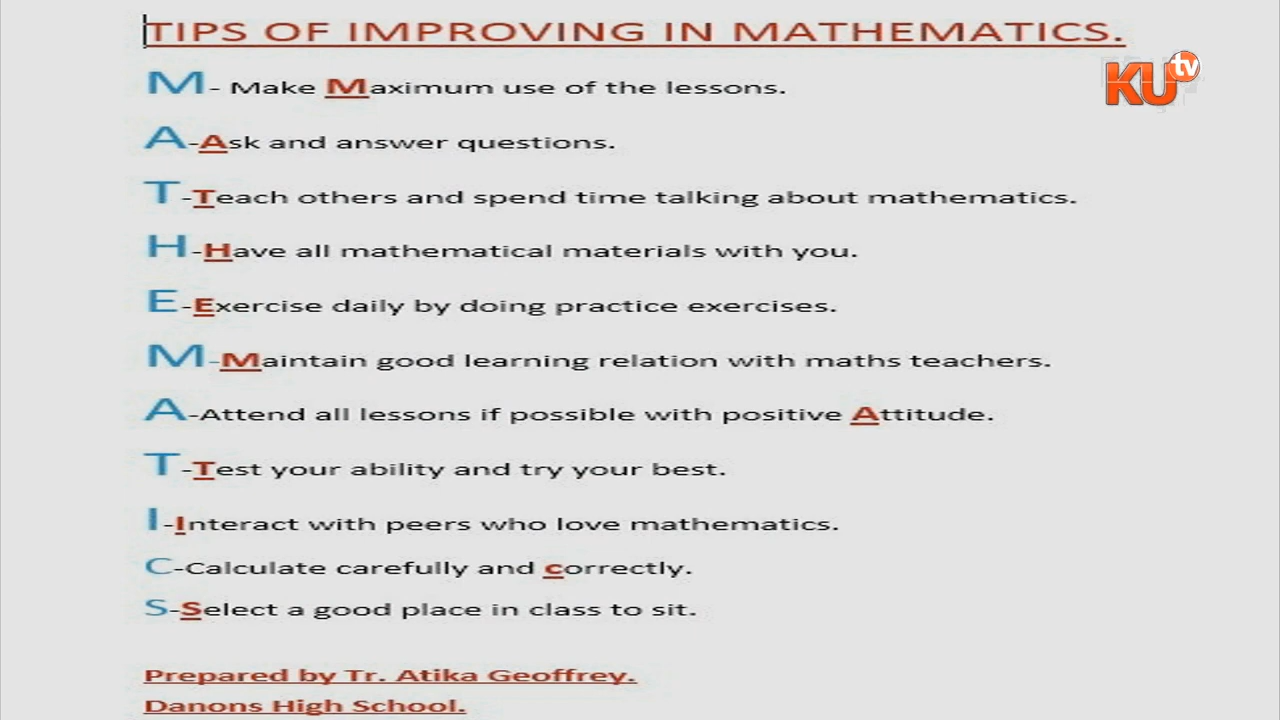 TIPS OF IMPROVING IN MATHEMATICS.
KU tv
M- Make Maximum use of the lessons.
A-Ask and answer questions.
T-Teach others and spend time talking about mathematics.
H-Have all mathematical materials with you.
E-Exercise daily by doing practice exercises.
M-Maintain good learning relation with maths teachers.
A-Attend all lessons if possible with positive Attitude.
T-Test your ability and try your best.
I-Interact with peers who love mathematics.
C-Calculate carefully and correctly.
S-Select a good place in class to sit.
Prepared by Tr. Atika Geoffrey.
Danons High School.